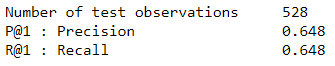 Number of test observations 528
P@1 : Precision 0.648
R@1 : Recall 0.648